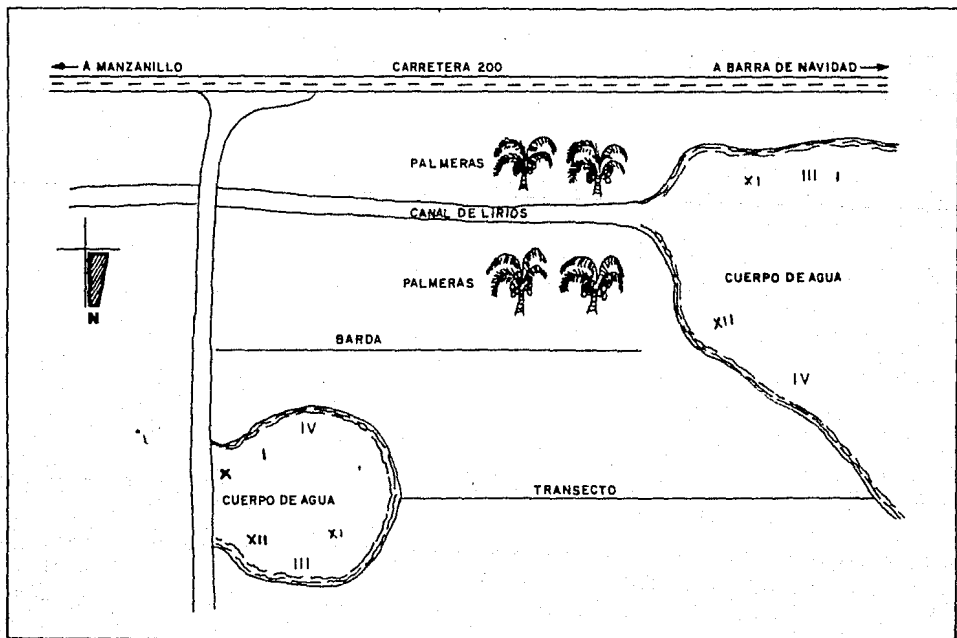 A MANZANILLO CARRETERA 200 A BARRA DE NAVIDAD
PALMERAS
XI III I
CANAL DE LIRIOS
PALMERAS
CUERPO DE AGUA
N
XII
BARDA
IV
IV
I
X
CUERPO DE AGUA
TRANSECTO
XII XI
III